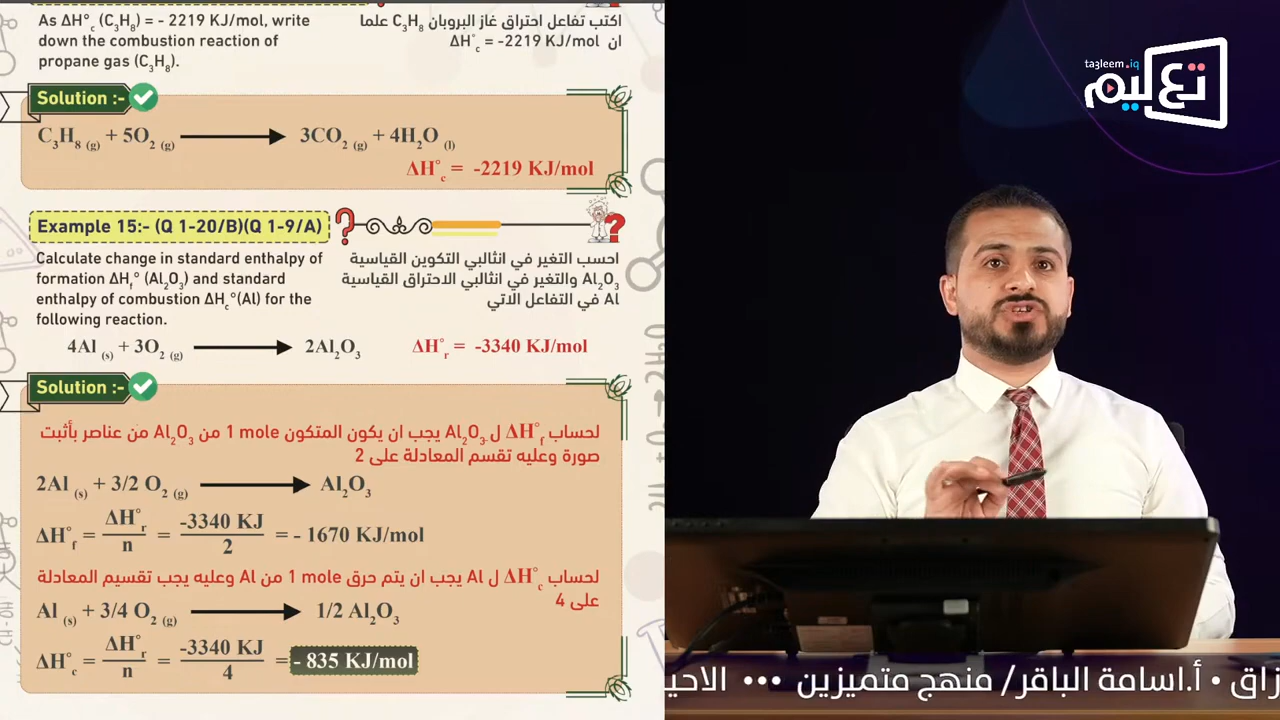 As ΔH°c (C3H8) = - 2219 KJ/mol, write
down the combustion reaction of
propane gas (C3H8).
اكتب تفاعل احتراق غاز البروبان C3H8 علما
ان ΔH°c = -2219 KJ/mol
Solution :-
C3H8 (g) + 5O2 (g) ⟶ 3CO2 (g) + 4H2O (l)
ΔH°c = -2219 KJ/mol
Example 15:- (Q 1-20/B)(Q 1-9/A)
Calculate change in standard enthalpy of
formation ΔHf° (Al2O3) and standard
enthalpy of combustion ΔHc°(Al) for the
following reaction.
احسب التغير في انثالبي التكوين القياسية
Al2O3 والتغير في انثالبي الاحتراق القياسية
Al في التفاعل الاتي
4Al (s) + 3O2 (g) ⟶ 2Al2O3 ΔH°r = -3340 KJ/mol
Solution :-
لحساب ΔH°f ل Al2O3 يجب ان يكون المتكون 1 mole من Al2O3 من عناصر بأثبت
صورة وعليه تقسم المعادلة على 2
2Al (s) + 3/2 O2 (g) ⟶ Al2O3
ΔH°f = ΔH°r / n = -3340 KJ / 2 = - 1670 KJ/mol
لحساب ΔH°c ل Al يجب ان يتم حرق 1 mole من Al وعليه يجب تقسيم المعادلة
على 4
Al (s) + 3/4 O2 (g) ⟶ 1/2 Al2O3
ΔH°c = ΔH°r / n = -3340 KJ / 4 = - 835 KJ/mol
ta3leem.iq
تعليم
زاق • أ.اسامة الباقر/ منهج متميزين ••• الاحي